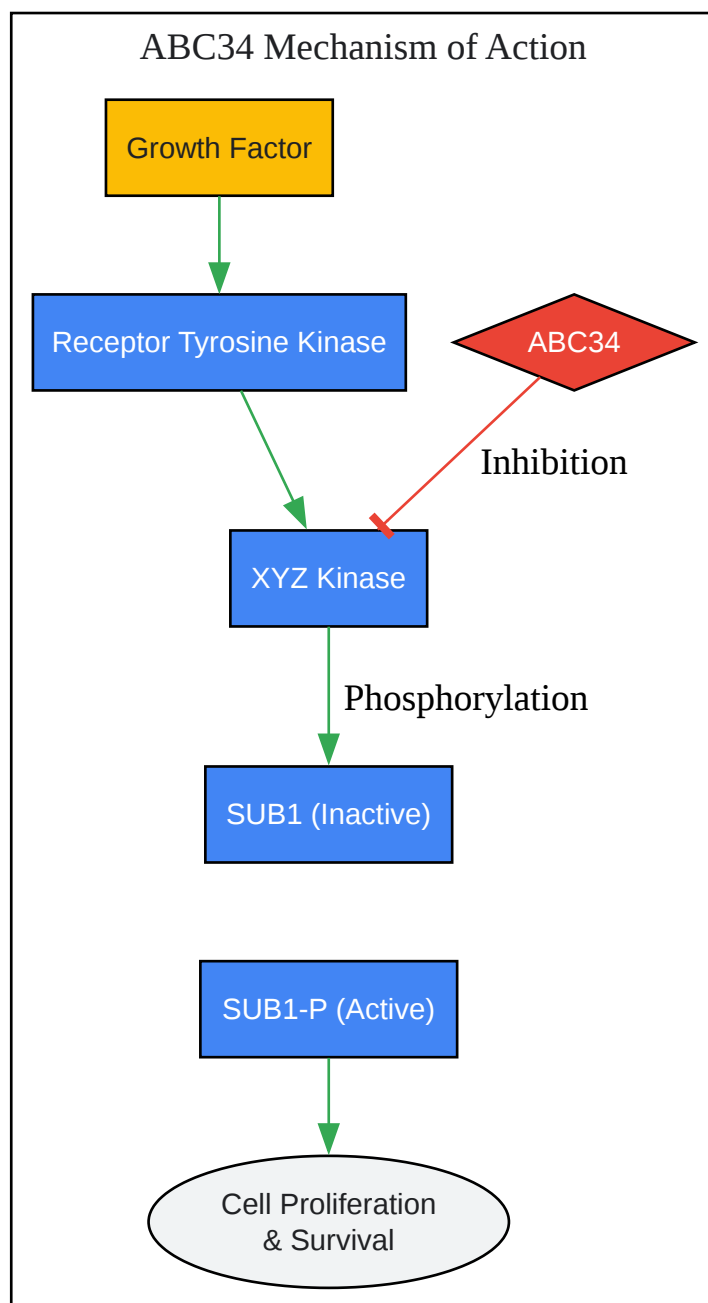 ABC34 Mechanism of Action
Growth Factor
Receptor Tyrosine Kinase
ABC34
Inhibition
XYZ Kinase
Phosphorylation
SUB1 (Inactive)
SUB1-P (Active)
Cell Proliferation
& Survival